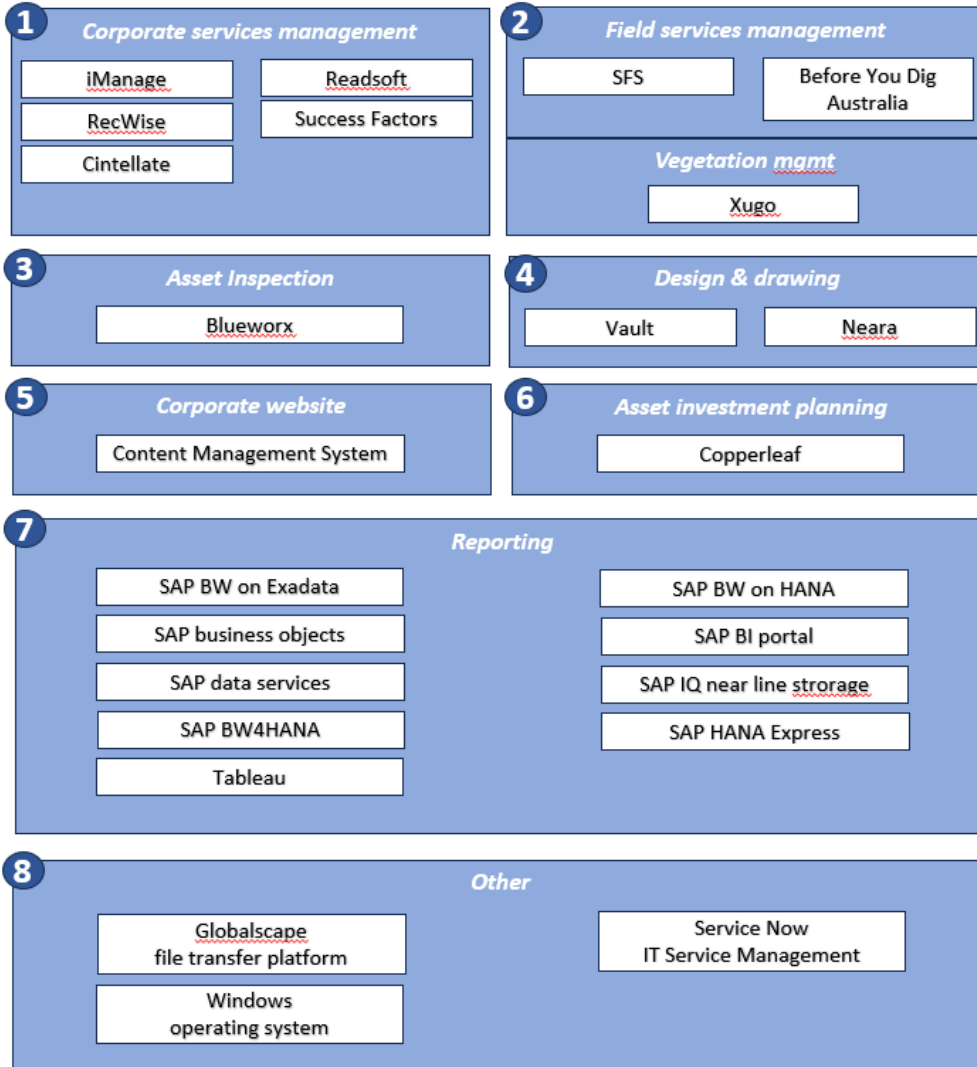 1
Corporate services management
iManage
Readsoft
RecWise
Success Factors
Cintellate
2
Field services management
SFS
Before You Dig
Australia
Vegetation mgmt
Xugo
3
Asset Inspection
Blueworx
4
Design & drawing
Vault
Neara
5
Corporate website
Content Management System
6
Asset investment planning
Copperleaf
7
Reporting
SAP BW on Exadata
SAP BW on HANA
SAP business objects
SAP BI portal
SAP data services
SAP IQ near line strorage
SAP BW4HANA
SAP HANA Express
Tableau
8
Other
Globalscape
file transfer platform
Service Now
IT Service Management
Windows
operating system